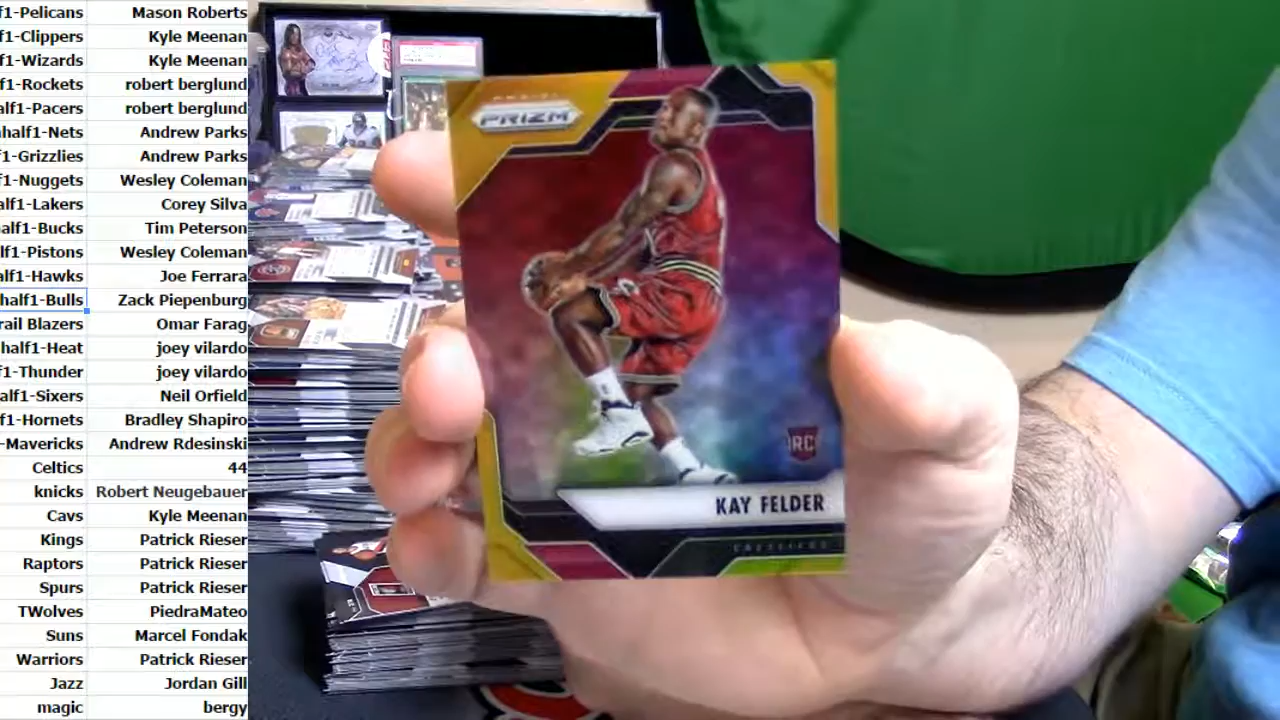 f1-Pelicans Mason Roberts
f1-Clippers Kyle Meenan
f1-Wizards Kyle Meenan
f1-Rockets robert berglund
alf1-Pacers robert berglund
half1-Nets Andrew Parks
f1-Grizzlies Andrew Parks
f1-Nuggets Wesley Coleman
half1-Lakers Corey Silva
half1-Bucks Tim Peterson
lf1-Pistons Wesley Coleman
alf1-Hawks Joe Ferrara
half1-Bulls Zack Piepenburg
rail Blazers Omar Farag
half1-Heat joey vilardo
f1-Thunder joey vilardo
alf1-Sixers Neil Orfield
f1-Hornets Bradley Shapiro
-Mavericks Andrew Rdesinski
Celtics 44
knicks Robert Neugebauer
Cavs Kyle Meenan
Kings Patrick Rieser
Raptors Patrick Rieser
Spurs Patrick Rieser
TWolves PiedraMateo
Suns Marcel Fondak
Warriors Patrick Rieser
Jazz Jordan Gill
magic bergy
PANINI
PRIZM
RC
KAY FELDER
CAVALIERS